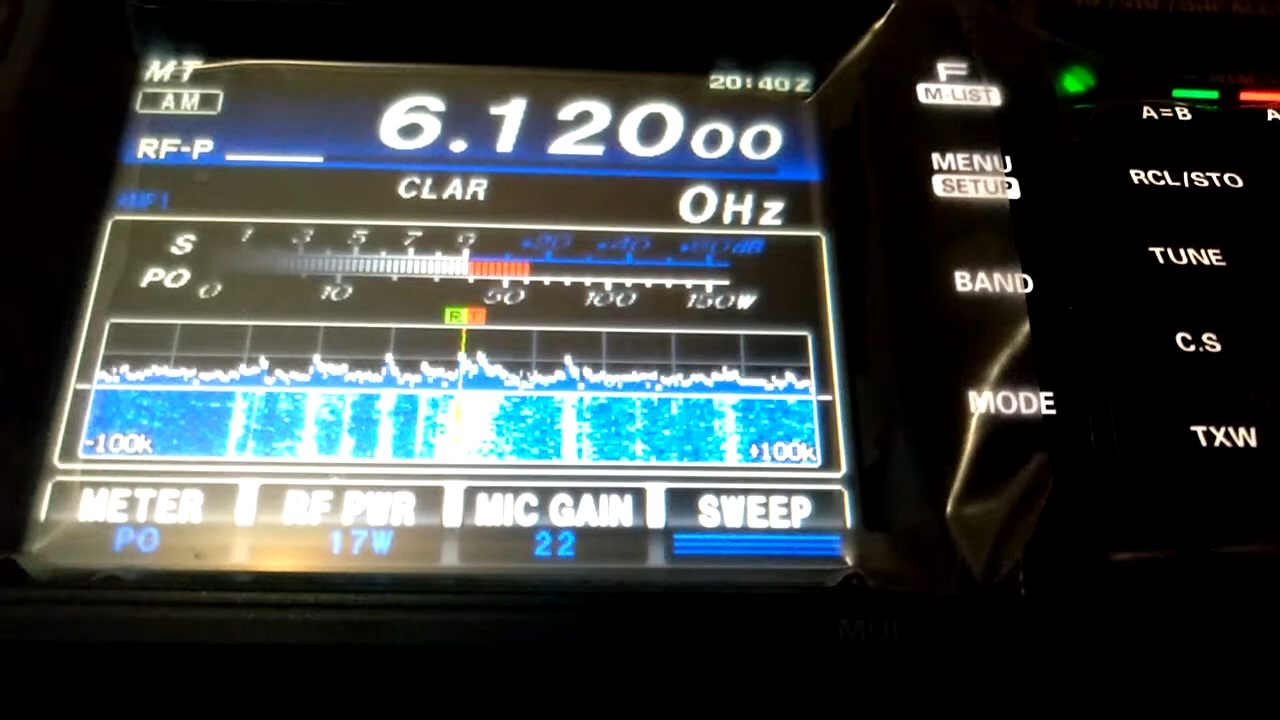 MT
20:40 Z
AM
6.12000
RF-P
CLAR
0Hz
S 1 3 5 7 9 +20 +40 +60dB
PO 0 10 50 100 150W
R T
-100k
+100k
METER
RF PWR
MIC GAIN
SWEEP
PO
17W
22
F
M-LIST
MENU
SETUP
BAND
MODE
A=B
RCL/STO
TUNE
C.S
TXW